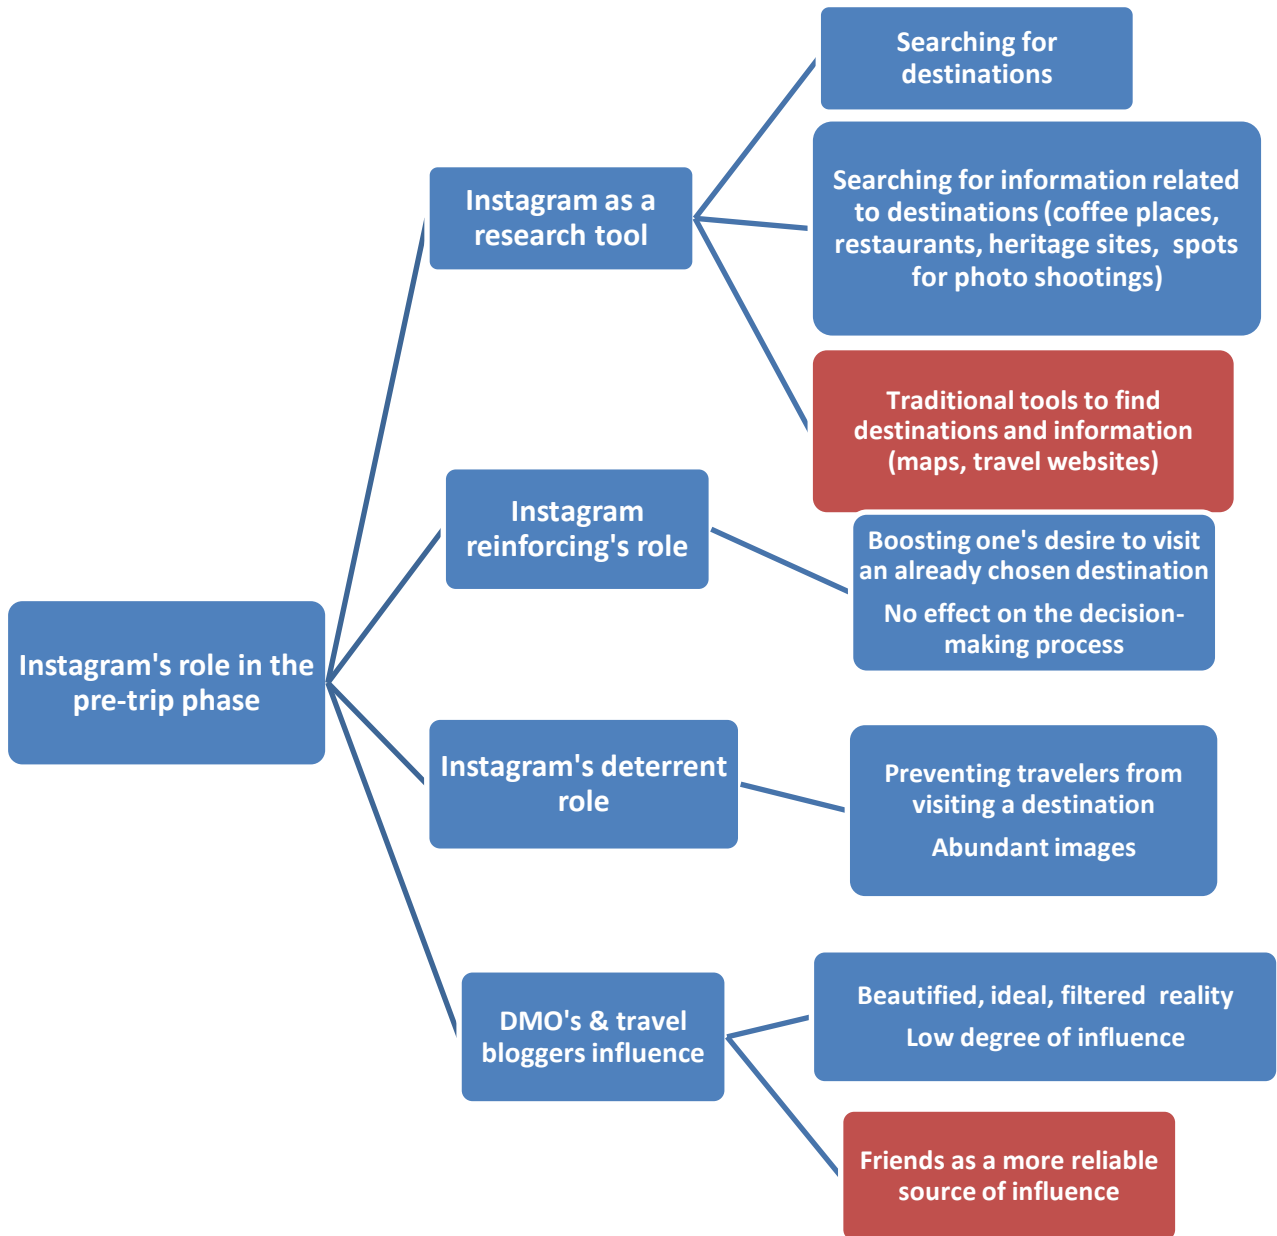 Searching for
destinations
Searching for information related
to destinations (coffee places,
restaurants, heritage sites, spots
for photo shootings)
Instagram as a
research tool
Traditional tools to find
destinations and information
(maps, travel websites)
Instagram
reinforcing's role
Boosting one's desire to visit
an already chosen destination
No effect on the decision-
making process
Instagram's role in the
pre-trip phase
Instagram's deterrent
role
Preventing travelers from
visiting a destination
Abundant images
DMO's & travel
bloggers influence
Beautified, ideal, filtered reality
Low degree of influence
Friends as a more reliable
source of influence